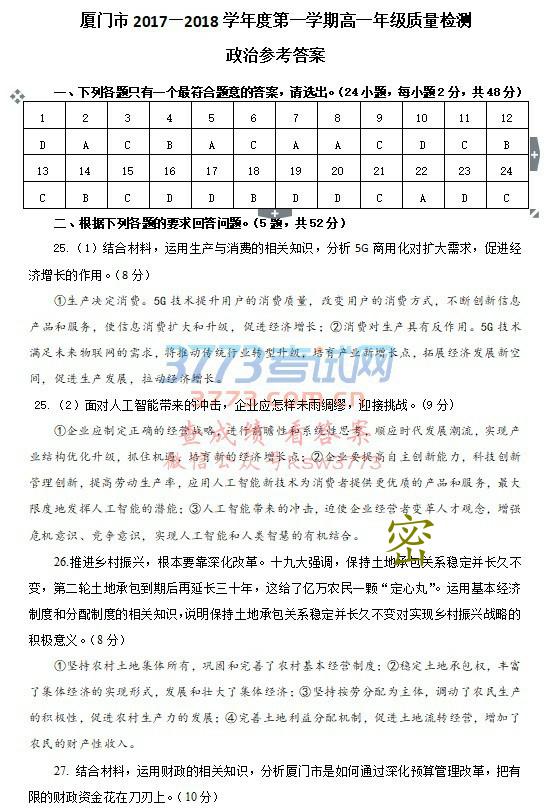 厦门市 2017—2018 学年度第一学期高一年级质量检测
政治参考答案
一、下列各题只有一个最符合题意的答案，请选出。（24小题，每小题2分，共48分）
1 2 3 4 5 6 7 8 9 10 11 12
D A C B A C A A C D C B
13 14 15 16 17 18 19 20 21 22 23 24
C B C D D B D D C A D C
二、根据下列各题的要求回答问题。（5题，共52分）
25.（1）结合材料，运用生产与消费的相关知识，分析 5G 商用化对扩大需求，促进经
济增长的作用。（8 分）
①生产决定消费。5G 技术提升用户的消费质量，改变用户的消费方式，不断创新信息
产品和服务，使信息消费扩大和升级，促进经济增长；②消费对生产具有反作用。5G 技术
满足未来物联网的需求，将推动传统行业转型升级，培育产业新增长点，拓展经济发展新空
间，促进生产发展，拉动经济增长。
3773考试网
3773.com.cn
25.（2）面对人工智能带来的冲击，企业应怎样未雨绸缪，迎接挑战。（9 分）
①企业应制定正确的经营战略，进行前瞻性和系统性思考，顺应时代发展潮流，实现产
查成绩 看答案
业结构优化升级，抓住机遇，培育新的经济增长点；②企业要提高自主创新能力，科技创新
微信公众号KSW3773
管理创新，提高劳动生产率，应用人工智能新技术为消费者提供更优质的产品和服务，最大
限度地发挥人工智能的潜能；③人工智能带来的冲击，迫使企业经营者变革人才观念，增强
危机意识、竞争意识，实现人工智能和人类智慧的有机结合。
密
26.推进乡村振兴，根本要靠深化改革。十九大强调，保持土地承包关系稳定并长久不
变，第二轮土地承包到期后再延长三十年，这给了亿万农民一颗“定心丸”。运用基本经济
制度和分配制度的相关知识，说明保持土地承包关系稳定并长久不变对实现乡村振兴战略的
积极意义。（8 分）
①坚持农村土地集体所有，巩固和完善了农村基本经营制度；②稳定土地承包权，丰富
了集体经济的实现形式，发展和壮大了集体经济；③坚持按劳分配为主体，调动了农民生产
的积极性，促进农村生产力的发展；④完善土地利益分配机制，促进土地流转经营，增加了
农民的财产性收入。
27. 结合材料，运用财政的相关知识，分析厦门市是如何通过深化预算管理改革，把有
限的财政资金花在刀刃上。（10 分）